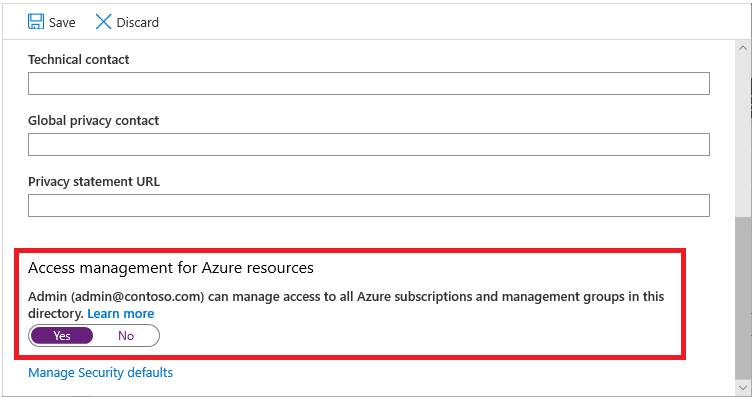 Save Discard
Technical contact
Global privacy contact
Privacy statement URL
Access management for Azure resources
Admin (admin@contoso.com) can manage access to all Azure subscriptions and management groups in this
directory. Learn more
Yes No
Manage Security defaults